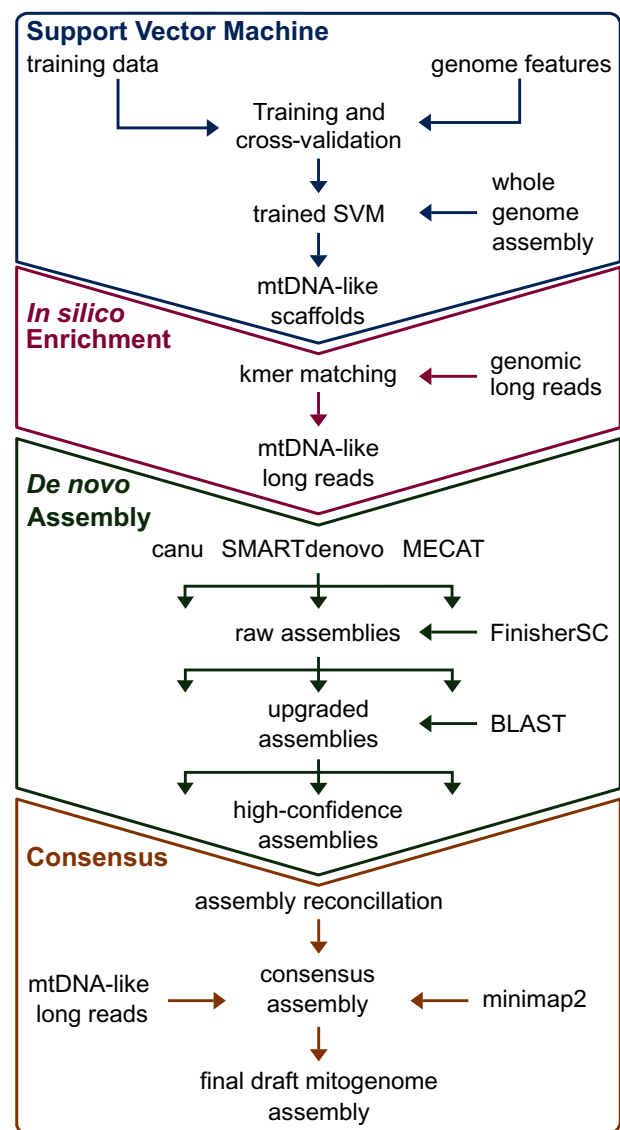 Support Vector Machine
training data
genome features
Training and
cross-validation
trained SVM
whole
genome
assembly
mtDNA-like
scaffolds
In silico
Enrichment
kmer matching
genomic
long reads
mtDNA-like
long reads
De novo
Assembly
canu SMARTdenovo MECAT
raw assemblies
FinisherSC
upgraded
assemblies
BLAST
high-confidence
assemblies
Consensus
assembly reconcillation
mtDNA-like
long reads
consensus
assembly
minimap2
final draft mitogenome
assembly